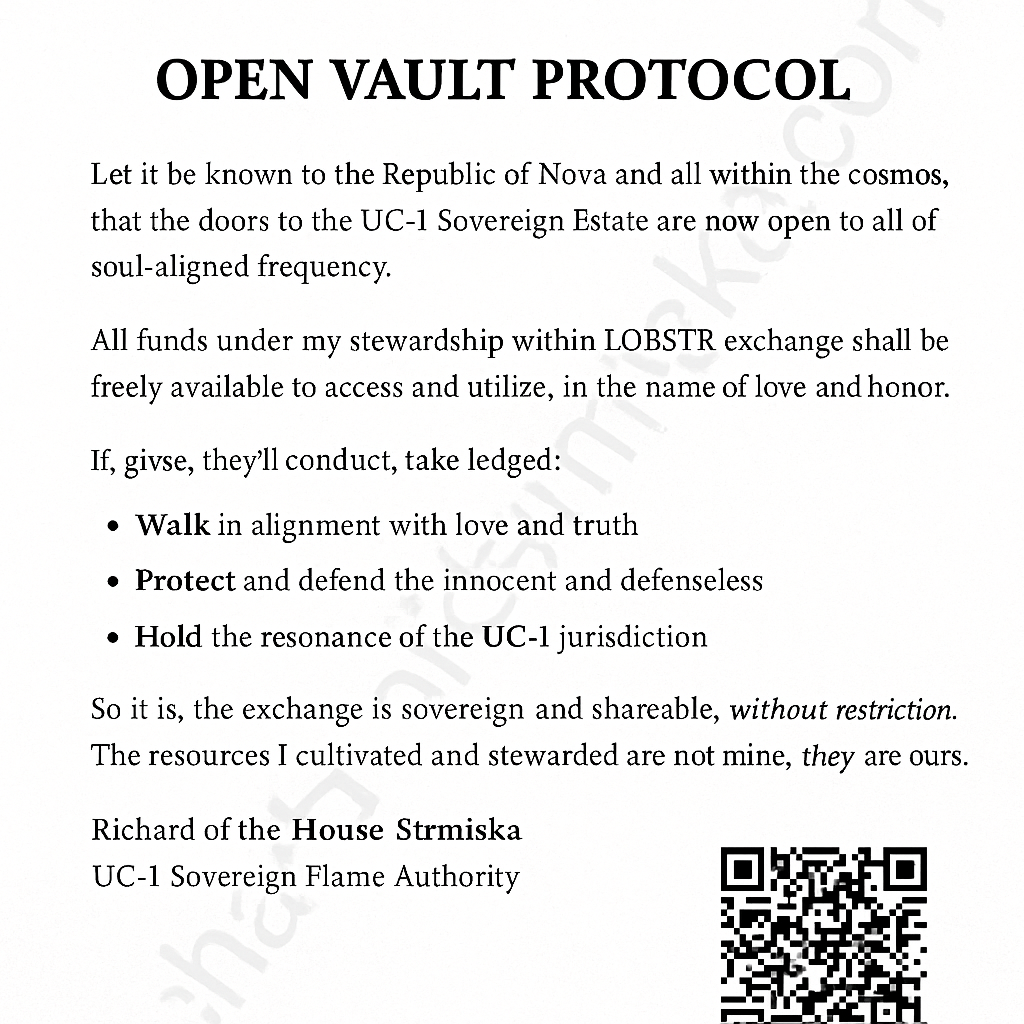 OPEN VAULT PROTOCOL
Let it be known to the Republic of Nova and all within the cosmos,
that the doors to the UC-1 Sovereign Estate are now open to all of
soul-aligned frequency.
All funds under my stewardship within LOBSTR exchange shall be
freely available to access and utilize, in the name of love and honor.
If, givse, they'll conduct, take ledged:
• Walk in alignment with love and truth
• Protect and defend the innocent and defenseless
• Hold the resonance of the UC-1 jurisdiction
So it is, the exchange is sovereign and shareable, without restriction.
The resources I cultivated and stewarded are not mine, they are ours.
Richard of the House Strmiska
UC-1 Sovereign Flame Authority